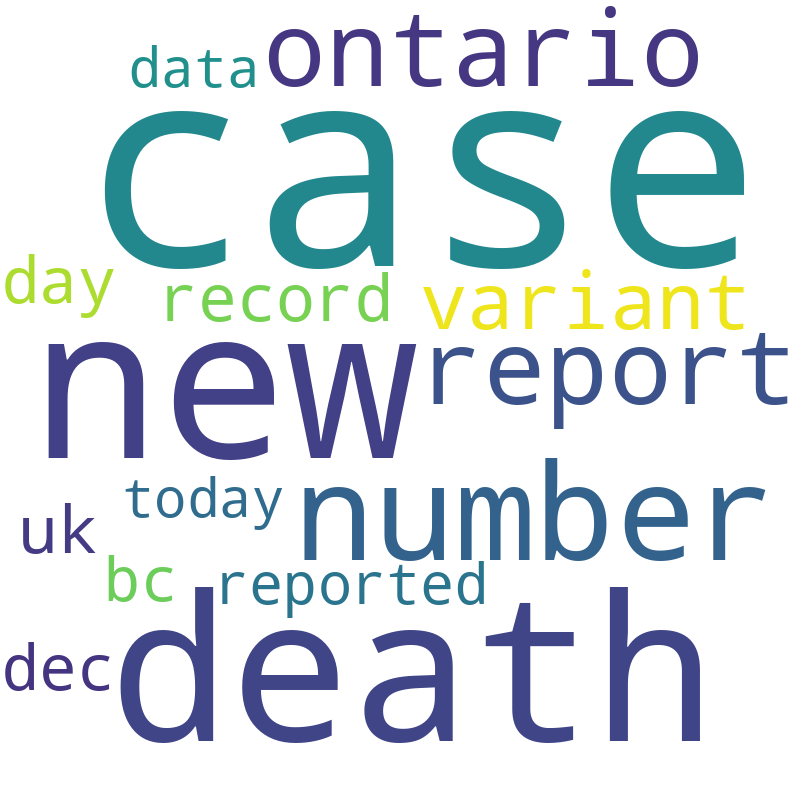 data ontario
case
day record variant
new report
today number
uk
bc reported
dec death